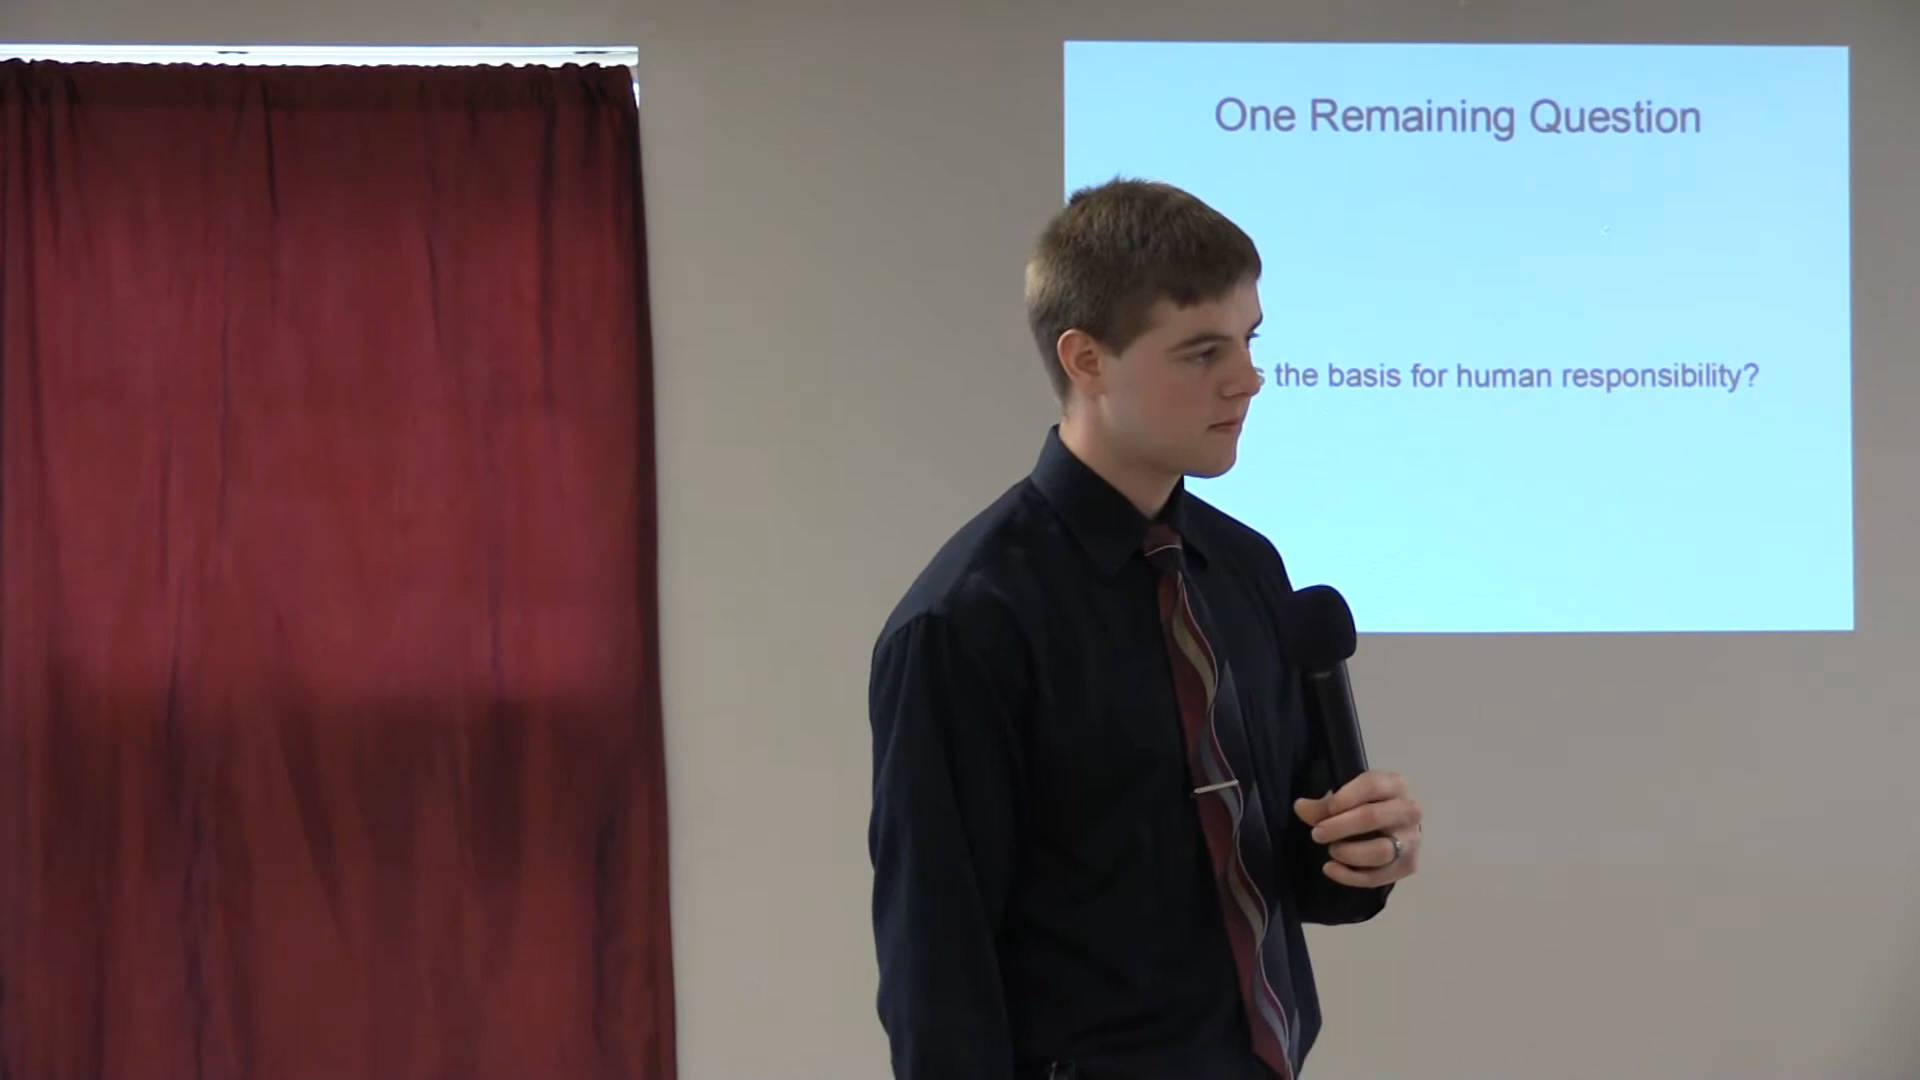 One Remaining Question
the basis for human responsibility?